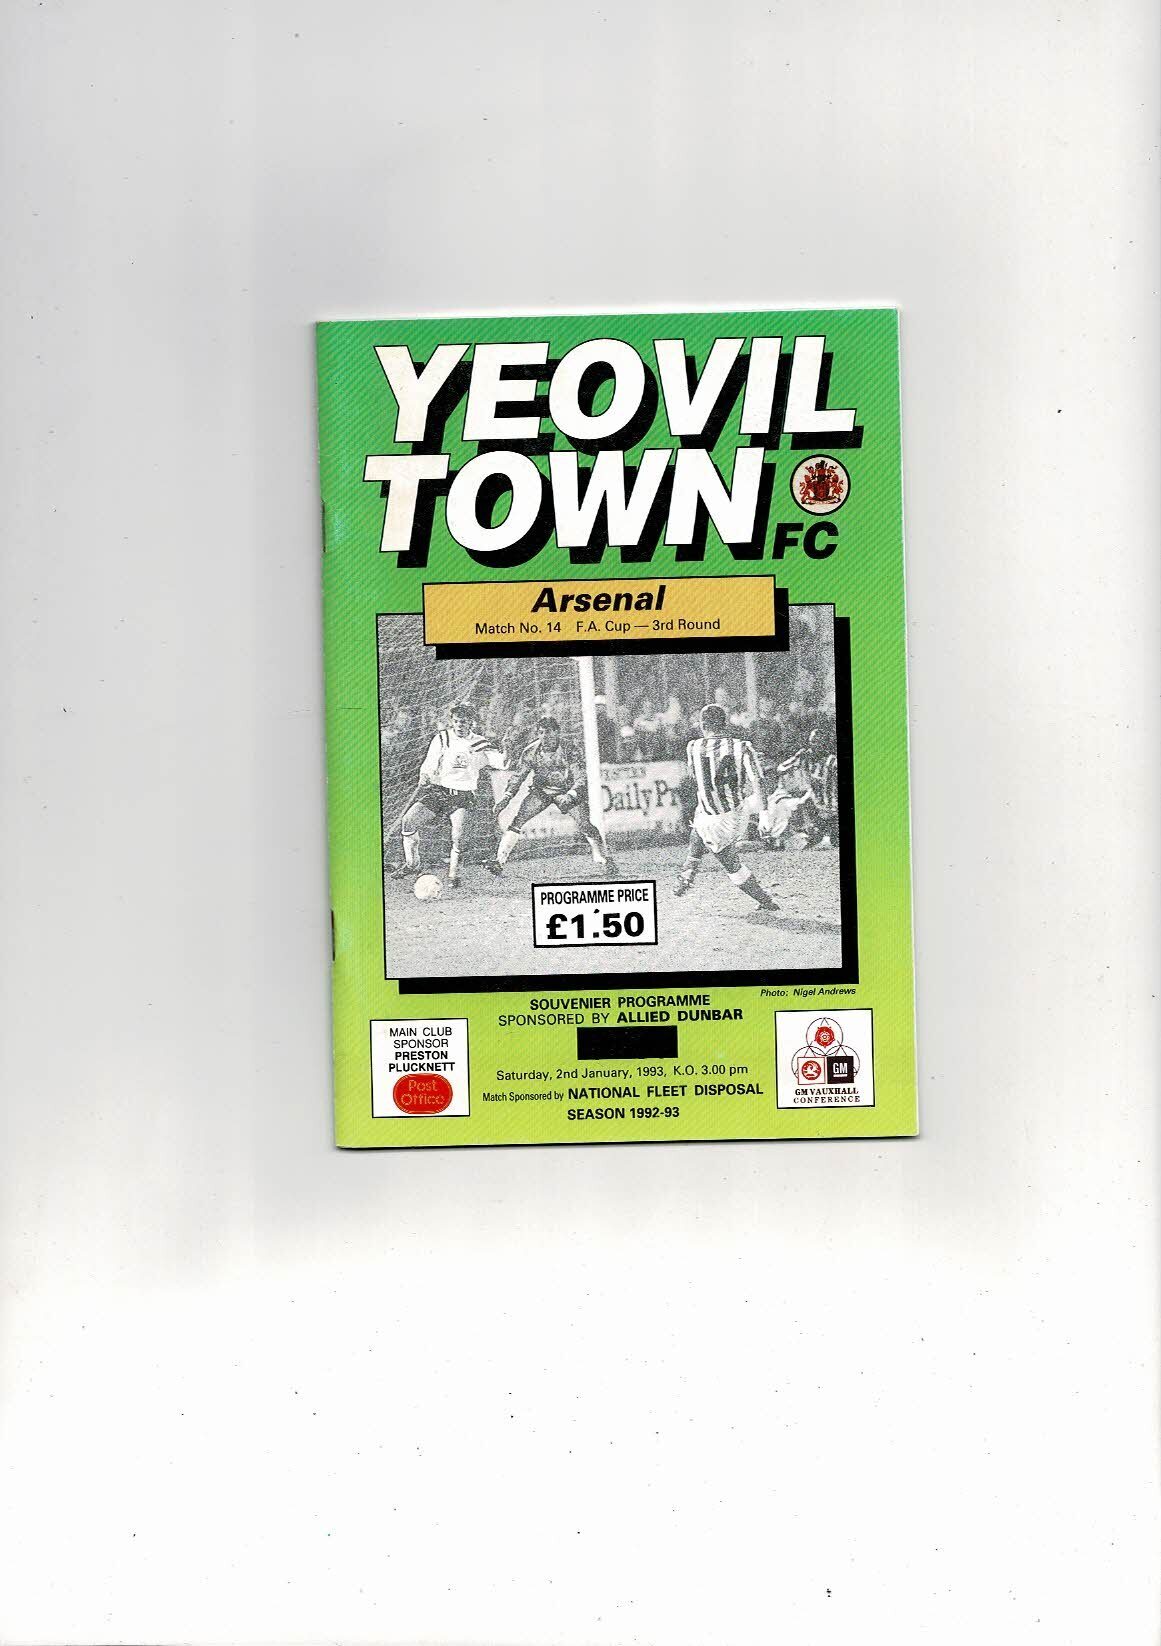 YEOVIL
TOWN
FC
Arsenal
Match No. 14 F.A. Cup — 3rd Round
14
Daily Pr
PROGRAMME PRICE
£1.50
Photo: Nigel Andrews
SOUVENIER PROGRAMME
SPONSORED BY ALLIED DUNBAR
MAIN CLUB
SPONSOR
PRESTON
PLUCKNETT
Post
Office
Saturday, 2nd January, 1993, K.O. 3.00 pm
Match Sponsored by NATIONAL FLEET DISPOSAL
SEASON 1992-93
GM
GM VAUXHALL
CONFERENCE